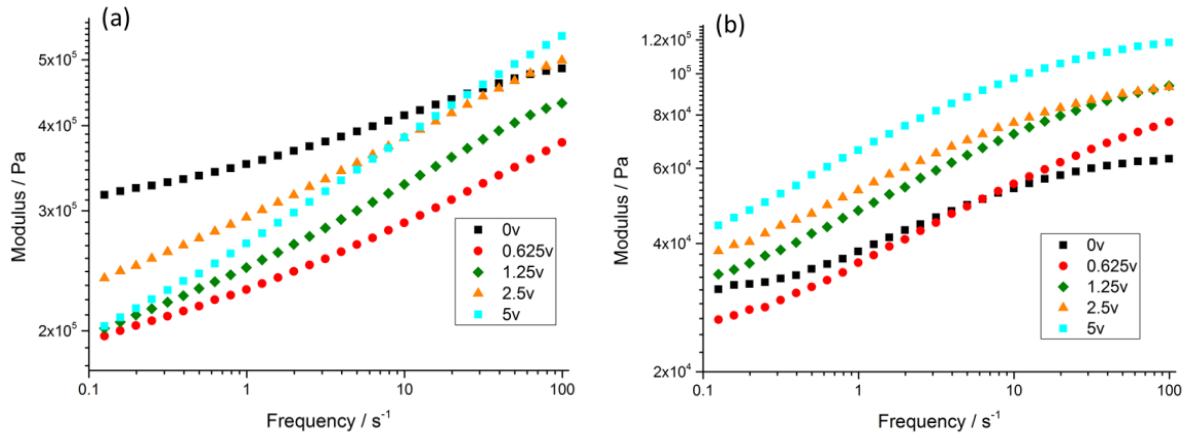 (a)
Modulus / Pa
5x10⁵
4x10⁵
3x10⁵
2x10⁵
0.1
1
10
100
Frequency / s⁻¹
0v
0.625v
1.25v
2.5v
5v
(b)
Modulus / Pa
1.2x10⁵
10⁵
8x10⁴
6x10⁴
4x10⁴
2x10⁴
0.1
1
10
100
Frequency / s⁻¹
0v
0.625v
1.25v
2.5v
5v